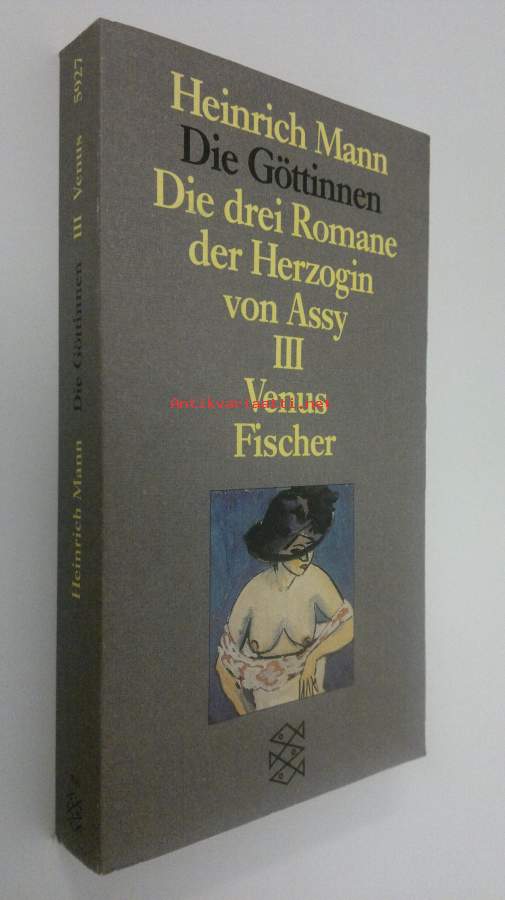 Heinrich Mann
Die Göttinnen
Die drei Romane
der Herzogin
von Assy
III
Venus
Antikvariaatti.net
Fischer
Heinrich Mann Die Göttinnen III Venus 5927